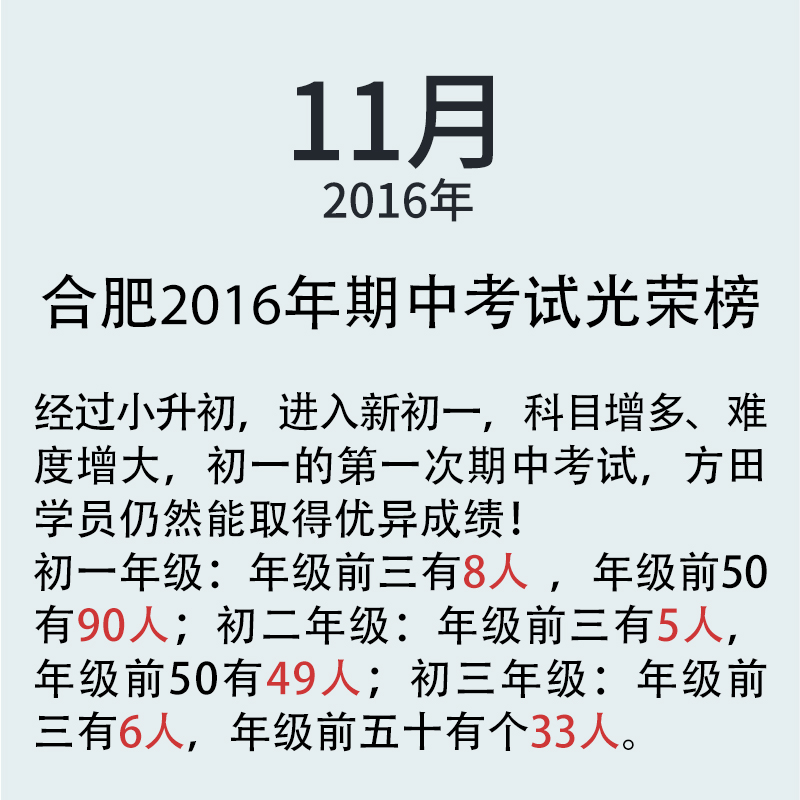 11月
2016年
合肥2016年期中考试光荣榜
经过小升初，进入新初一，科目增多、难
度增大，初一的第一次期中考试，方田
学员仍然能取得优异成绩！
初一年级：年级前三有8人 ，年级前50
有90人；初二年级：年级前三有5人，
年级前50有49人；初三年级：年级前
三有6人，年级前五十有个33人。